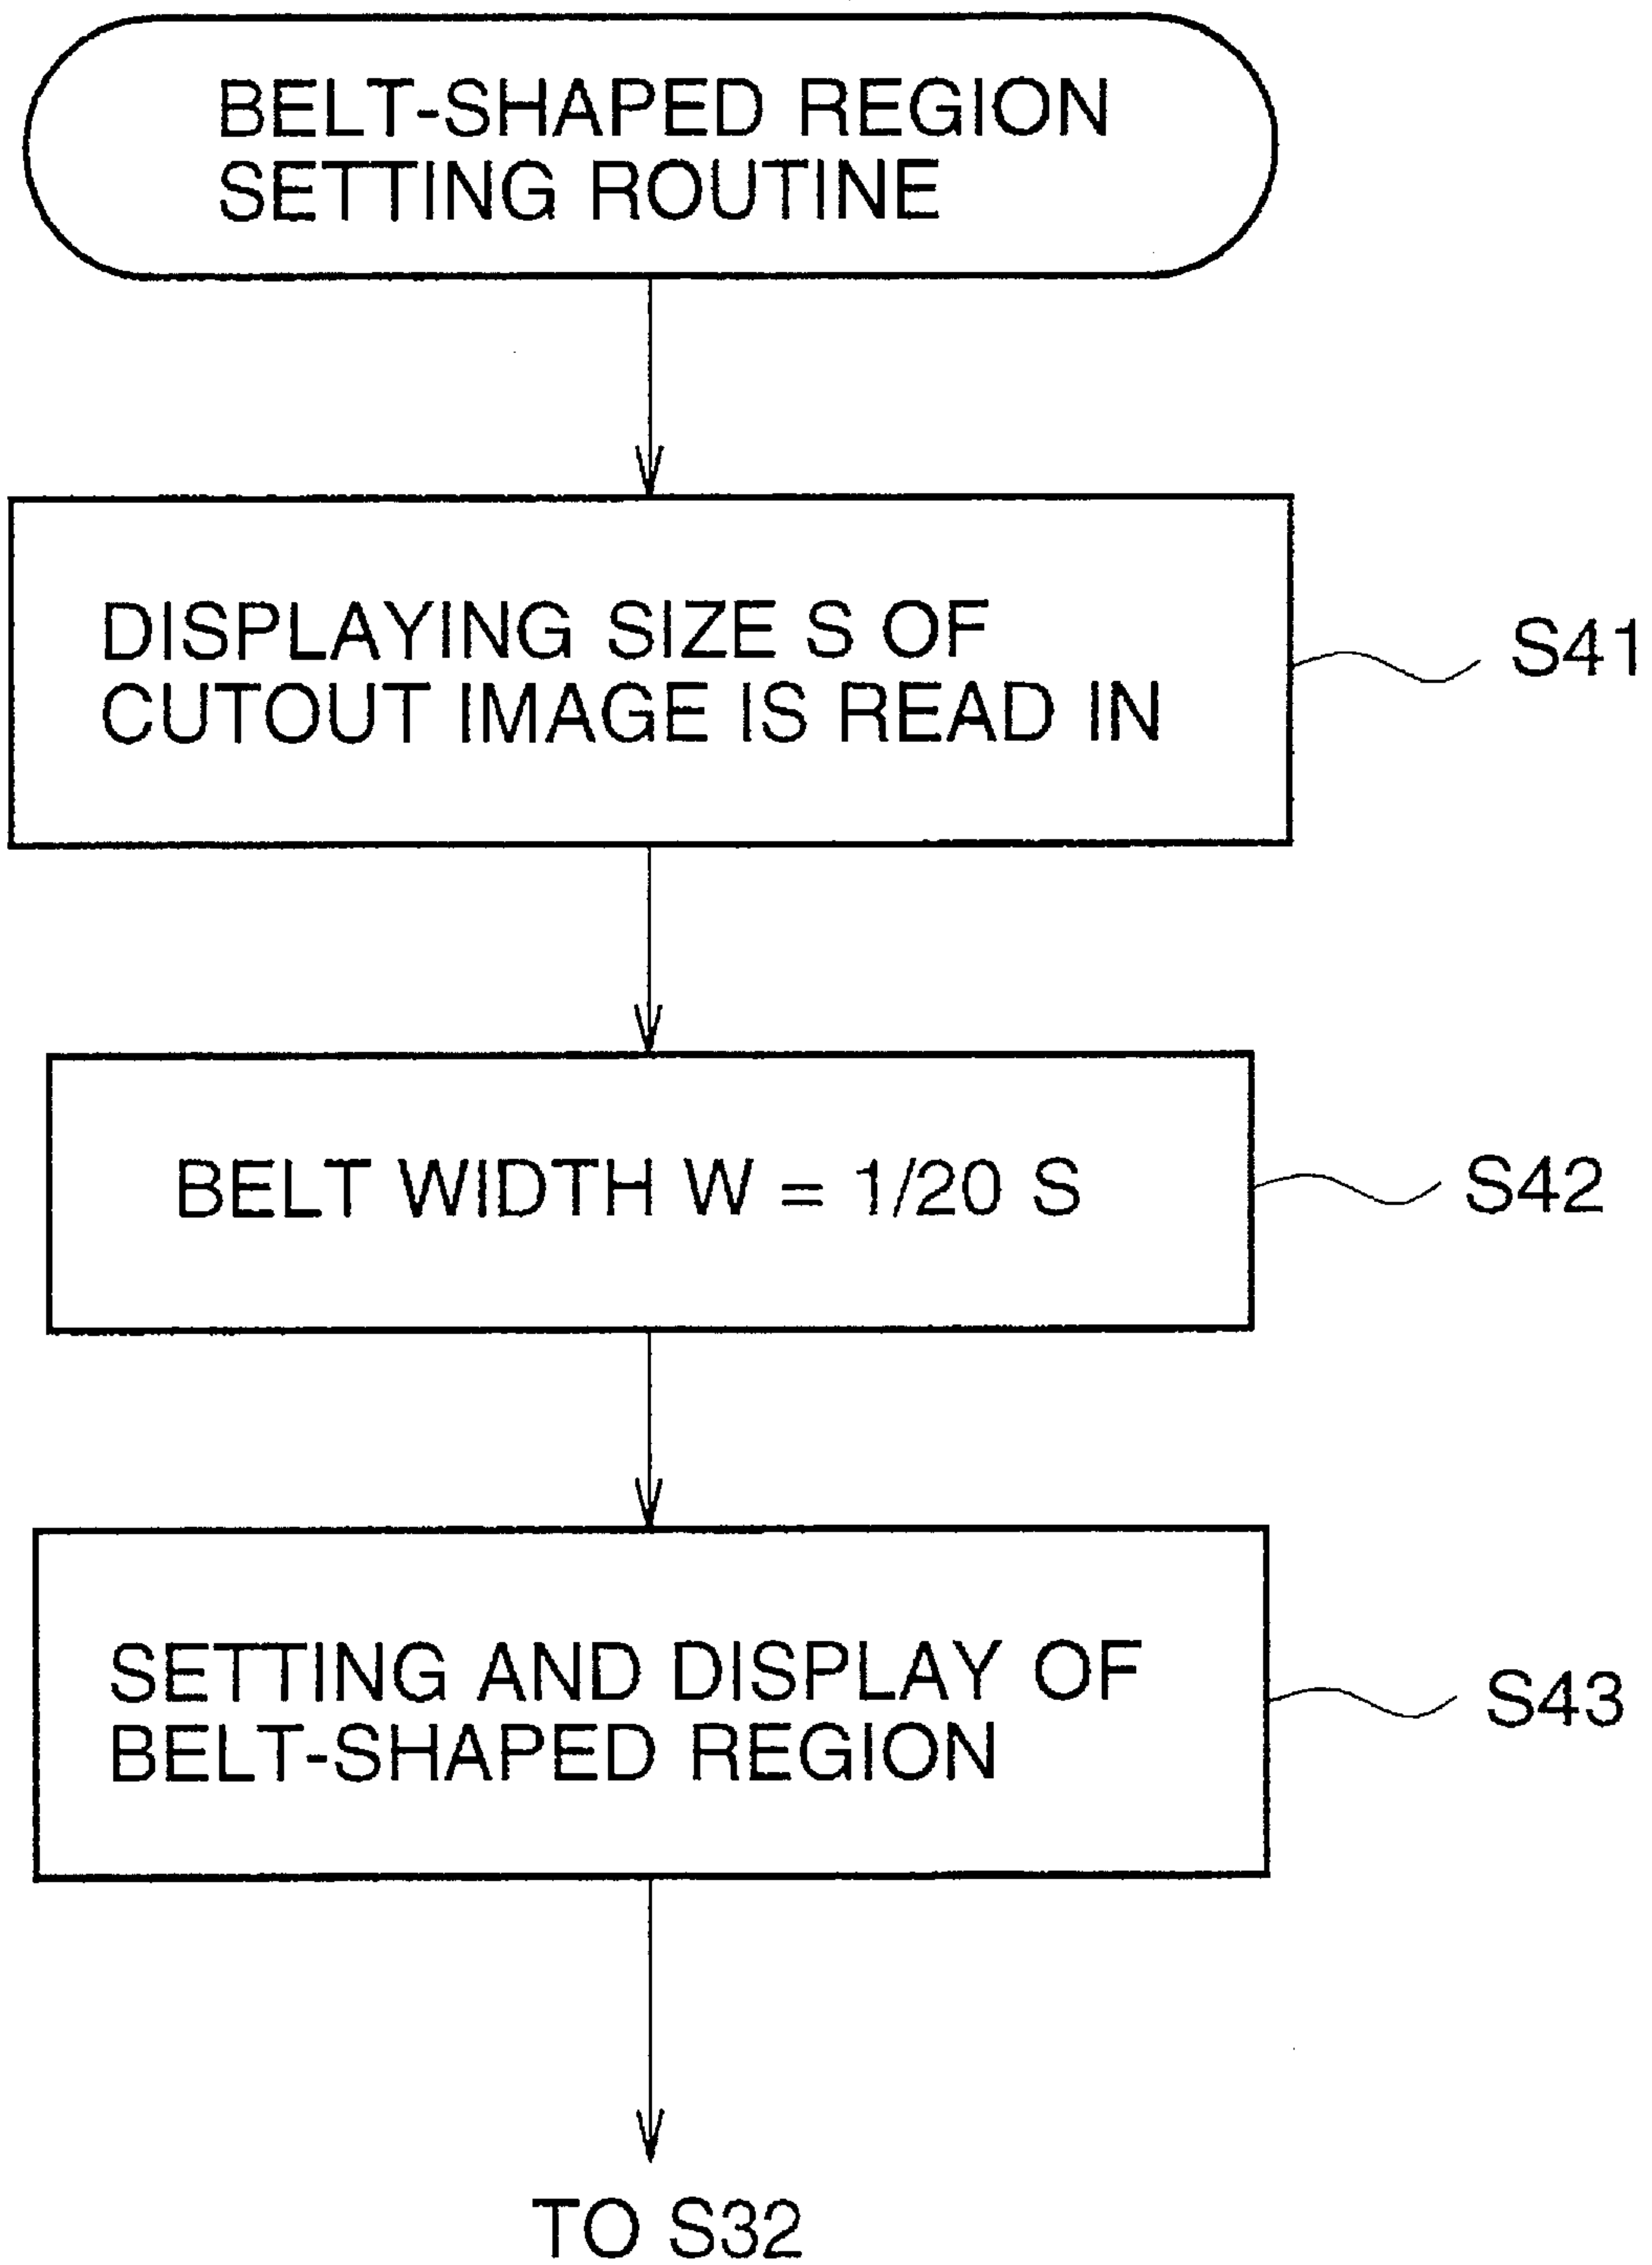 BELT-SHAPED REGION
SETTING ROUTINE
DISPLAYING SIZE S OF
CUTOUT IMAGE IS READ IN
S41
BELT WIDTH W = 1/20 S
S42
SETTING AND DISPLAY OF
BELT-SHAPED REGION
S43
TO S32